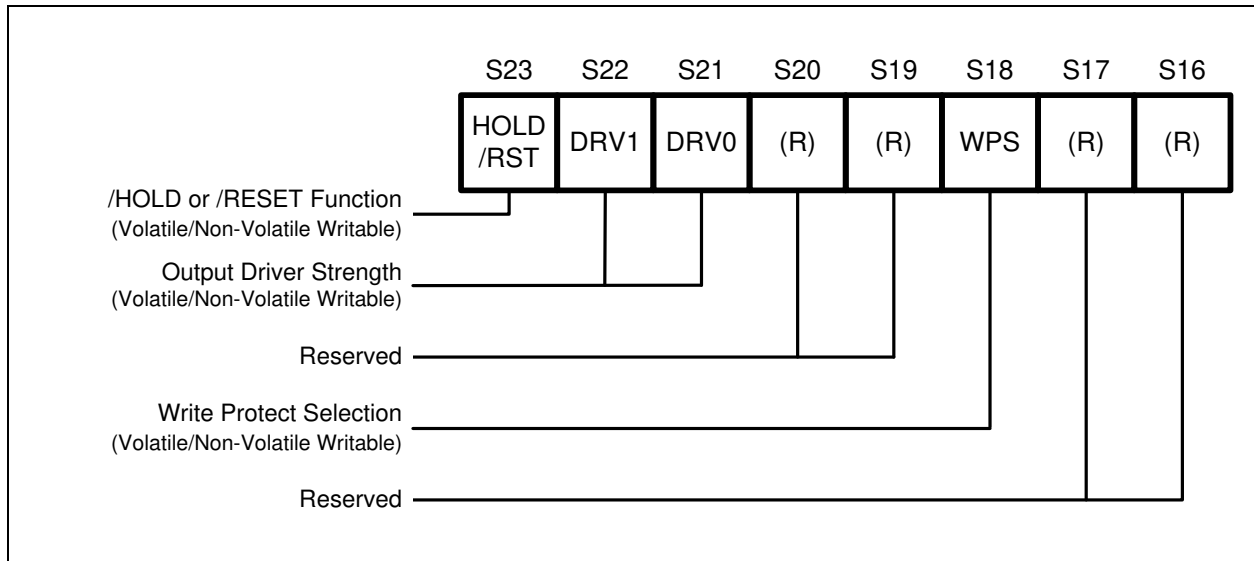 S23 S22 S21 S20 S19 S18 S17 S16
HOLD
/RST
DRV1 DRV0 (R) (R) WPS (R) (R)
/HOLD or /RESET Function
(Volatile/Non-Volatile Writable)
Output Driver Strength
(Volatile/Non-Volatile Writable)
Reserved
Write Protect Selection
(Volatile/Non-Volatile Writable)
Reserved